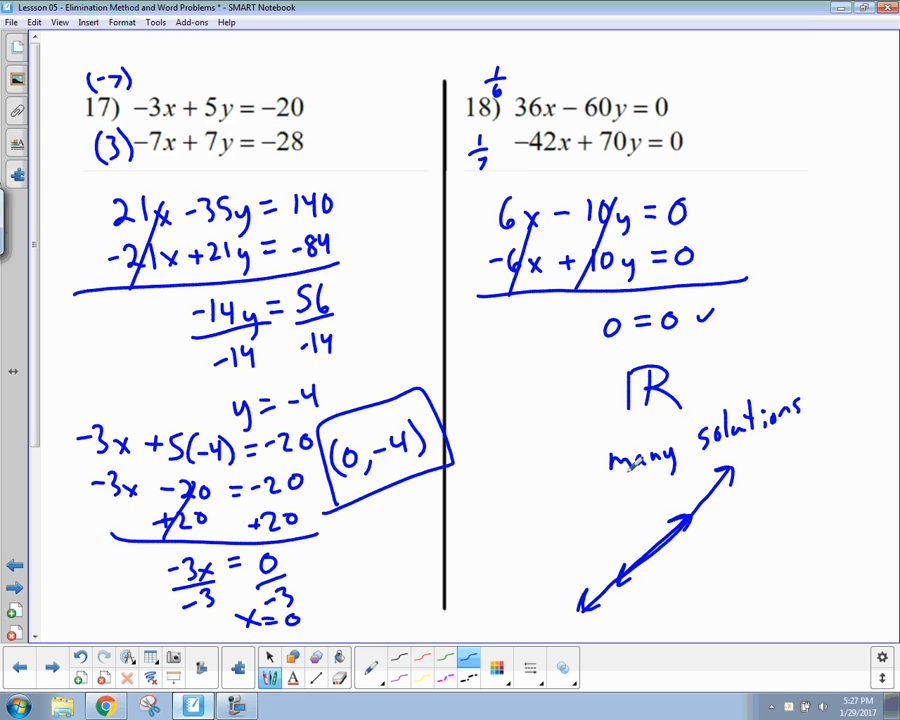 Lessson 05 - Elimination Method and Word Problems * - SMART Notebook
File Edit View Insert Format Tools Add-ons Help
(-7)
17) −3x + 5y = −20
(3) −7x + 7y = −28
21x - 35y = 140
-21x + 21y = -84
-14y = 56
-14 -14
y = -4
-3x + 5(-4) = -20
-3x - 20 = -20
+20 +20
-3x = 0
-3 -3
x = 0
(0, -4)
1/6
18) 36x − 60y = 0
1/7 −42x + 70y = 0
6x - 10y = 0
-6x + 10y = 0
0 = 0 ✓
ℝ
many solutions
5:27 PM
1/29/2017